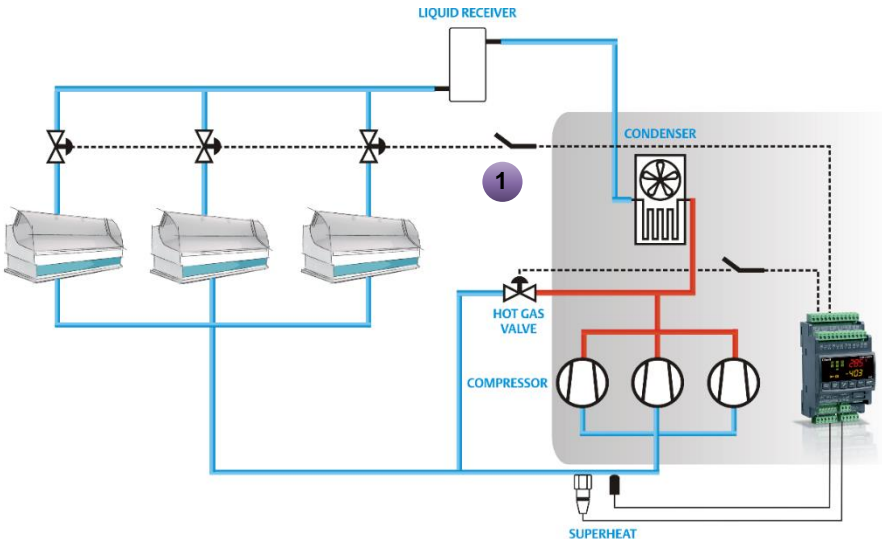 LIQUID RECEIVER
CONDENSER
1
HOT GAS
VALVE
COMPRESSOR
SUPERHEAT